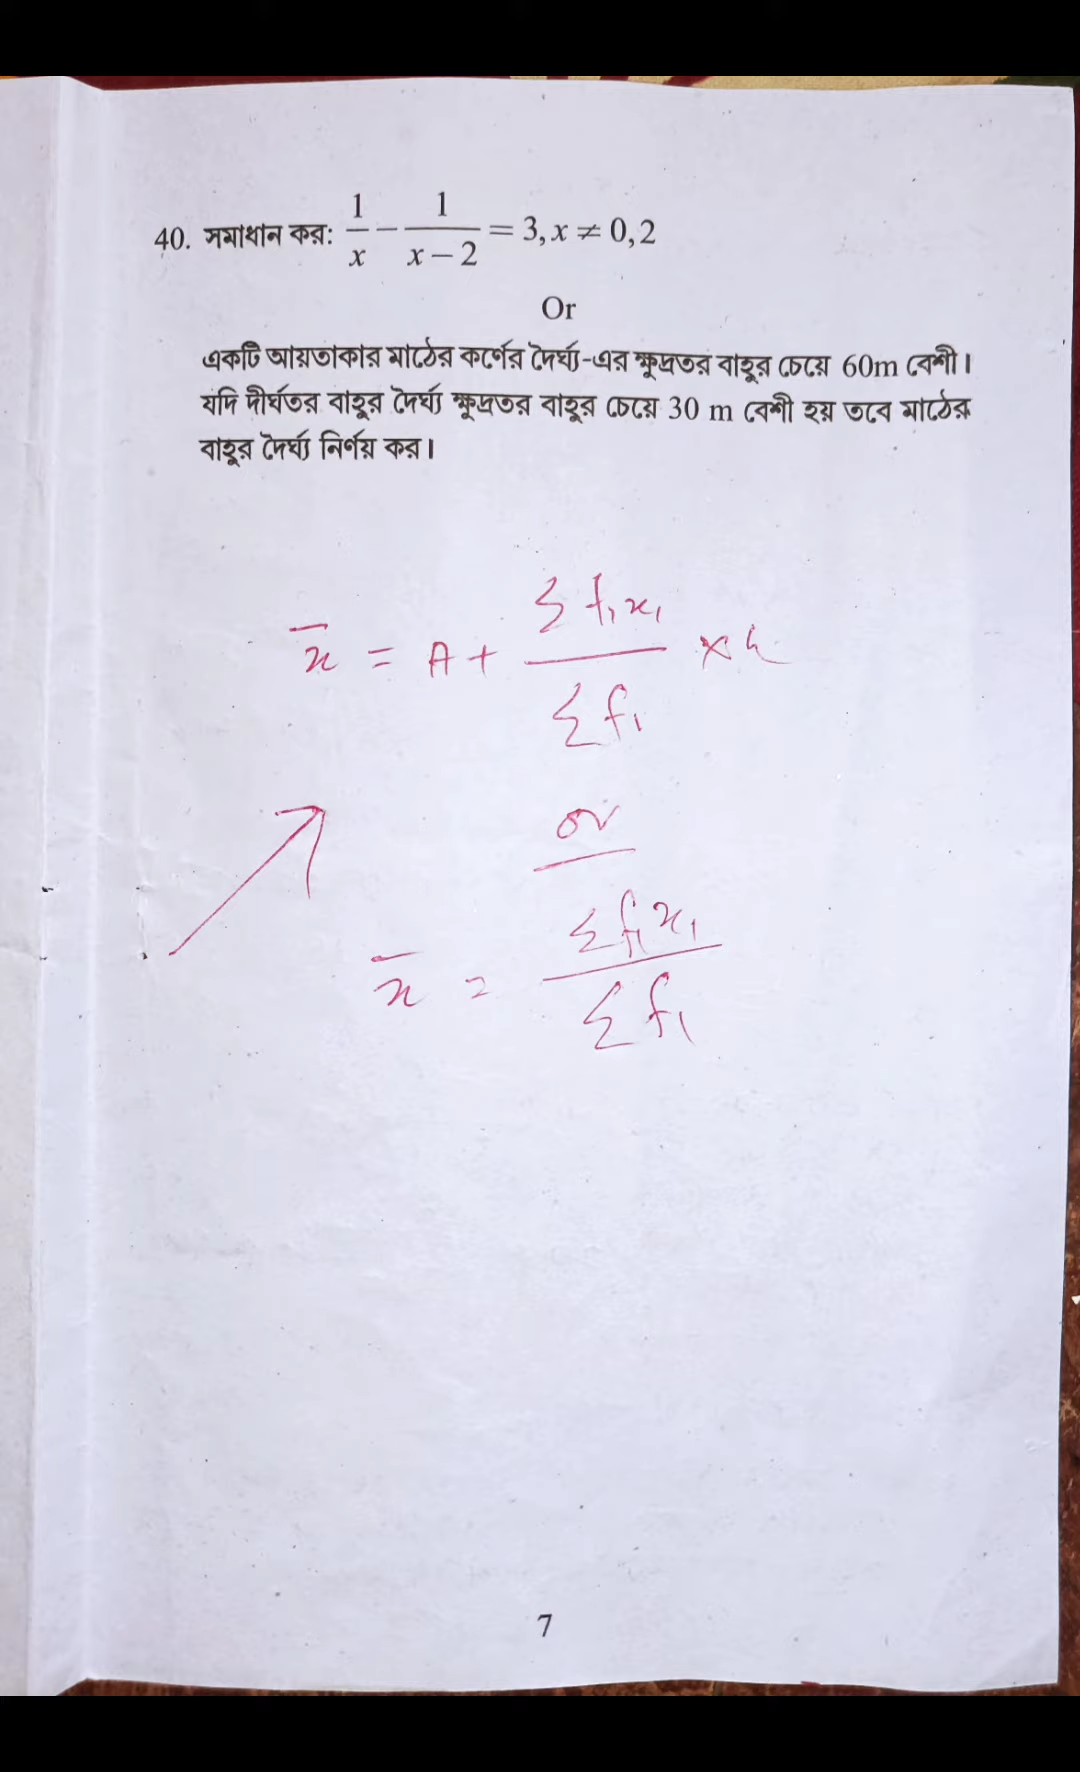 40. সমাধান কর: 1/x − 1/(x − 2) = 3, x ≠ 0, 2
Or
একটি আয়তাকার মাঠের কর্ণের দৈর্ঘ্য-এর ক্ষুদ্রতর বাহুর চেয়ে 60m বেশী।
যদি দীর্ঘতর বাহুর দৈর্ঘ্য ক্ষুদ্রতর বাহুর চেয়ে 30 m বেশী হয় তবে মাঠের
বাহুর দৈর্ঘ্য নির্ণয় কর।
x̄ = A + Σf₁x₁/Σf₁ × h
or
x̄ = Σf₁x₁/Σf₁
7